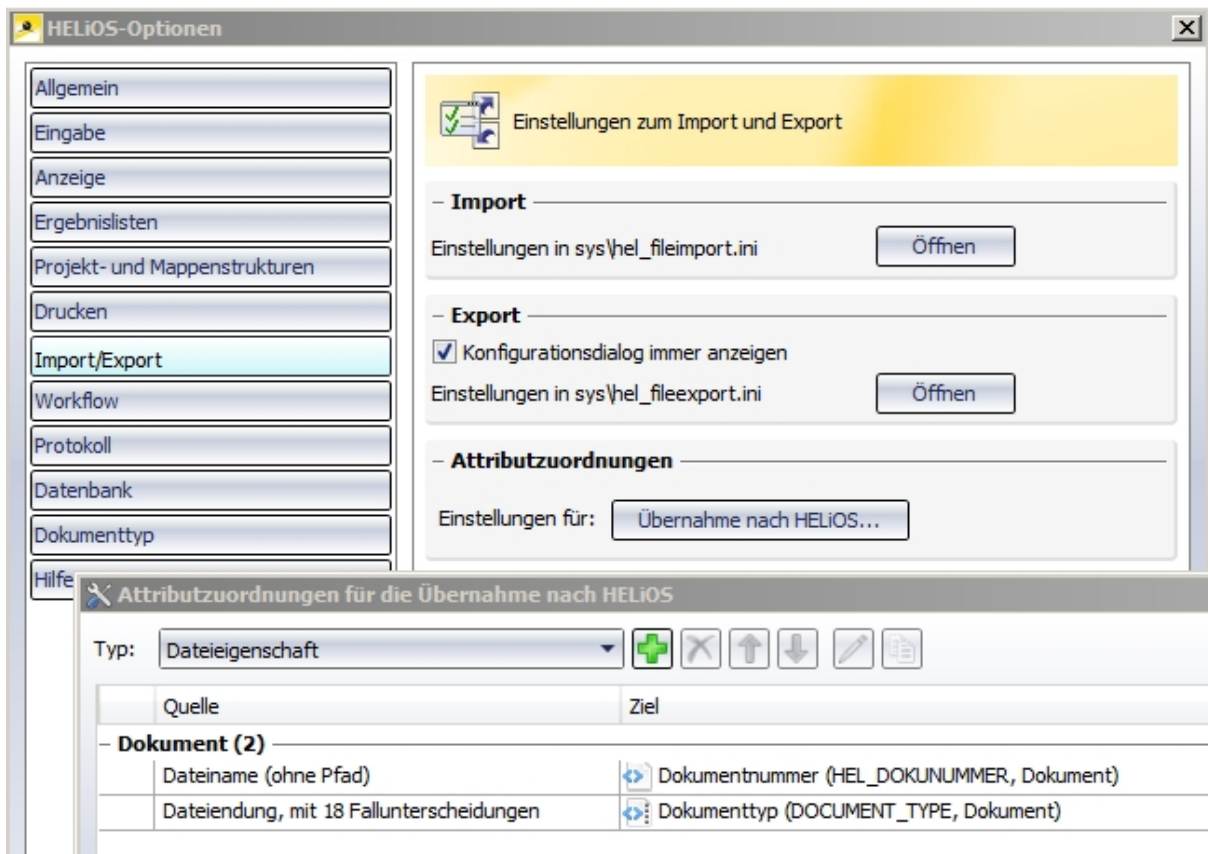 HELiOS-Optionen
Allgemein
Eingabe
Anzeige
Ergebnislisten
Projekt- und Mappenstrukturen
Drucken
Import/Export
Workflow
Protokoll
Datenbank
Dokumenttyp
Hilfe
Einstellungen zum Import und Export
Import
Einstellungen in sys\hel_fileimport.ini Öffnen
Export
Konfigurationsdialog immer anzeigen
Einstellungen in sys\hel_fileexport.ini Öffnen
Attributzuordnungen
Einstellungen für: Übernahme nach HELiOS...
Attributzuordnungen für die Übernahme nach HELiOS
Typ: Dateieigenschaft
Quelle Ziel
Dokument (2)
Dateiname (ohne Pfad) Dokumentnummer (HEL_DOKUNUMMER, Dokument)
Dateiendung, mit 18 Fallunterscheidungen Dokumenttyp (DOCUMENT_TYPE, Dokument)